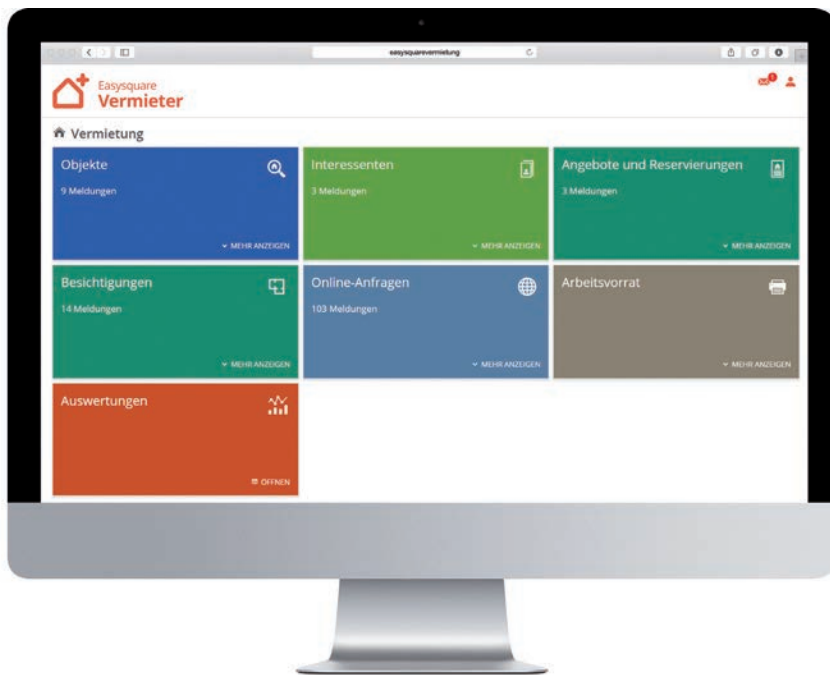 easysquarevermietung
1
Easysquare
Vermieter
Vermietung
Objekte
9 Meldungen
MEHR ANZEIGEN
Interessenten
3 Meldungen
MEHR ANZEIGEN
Angebote und Reservierungen
3 Meldungen
MEHR ANZEIGEN
Besichtigungen
14 Meldungen
MEHR ANZEIGEN
Online-Anfragen
103 Meldungen
MEHR ANZEIGEN
Arbeitsvorrat
MEHR ANZEIGEN
Auswertungen
ÖFFNEN